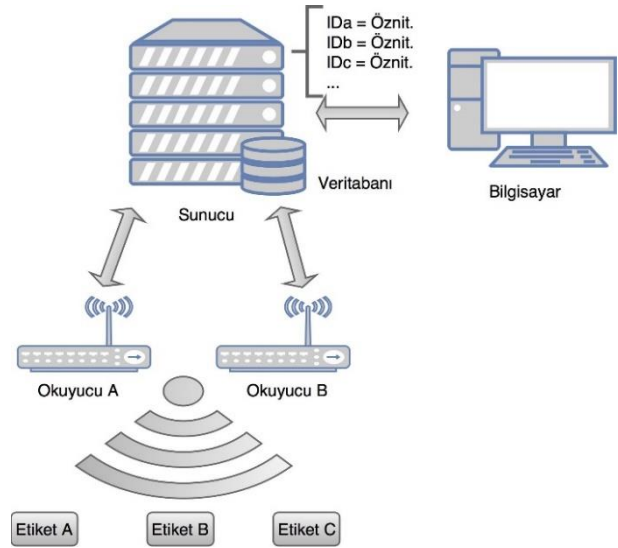 IDa = Öznit.
IDb = Öznit.
IDc = Öznit.
...
Veritabanı
Sunucu
Bilgisayar
Okuyucu A
Okuyucu B
Etiket A
Etiket B
Etiket C